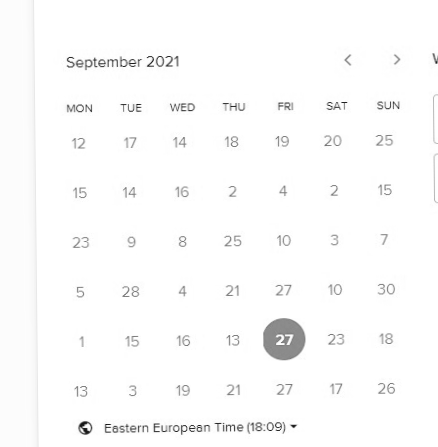 September 2021
MON TUE WED THU FRI SAT SUN
12 17 14 18 19 20 25
15 14 16 2 4 2 15
23 9 8 25 10 3 7
5 28 4 21 27 10 30
1 15 16 13 27 23 18
13 3 19 21 27 17 26
Eastern European Time (18:09)